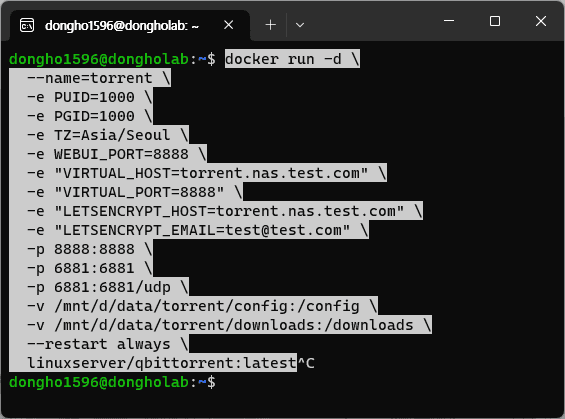 dongho1596@dongholab: ~
dongho1596@dongholab:~$ docker run -d \
--name=torrent \
-e PUID=1000 \
-e PGID=1000 \
-e TZ=Asia/Seoul \
-e WEBUI_PORT=8888 \
-e "VIRTUAL_HOST=torrent.nas.test.com" \
-e "VIRTUAL_PORT=8888" \
-e "LETSENCRYPT_HOST=torrent.nas.test.com" \
-e "LETSENCRYPT_EMAIL=test@test.com" \
-p 8888:8888 \
-p 6881:6881 \
-p 6881:6881/udp \
-v /mnt/d/data/torrent/config:/config \
-v /mnt/d/data/torrent/downloads:/downloads \
--restart always \
linuxserver/qbittorrent:latest^C
dongho1596@dongholab:~$